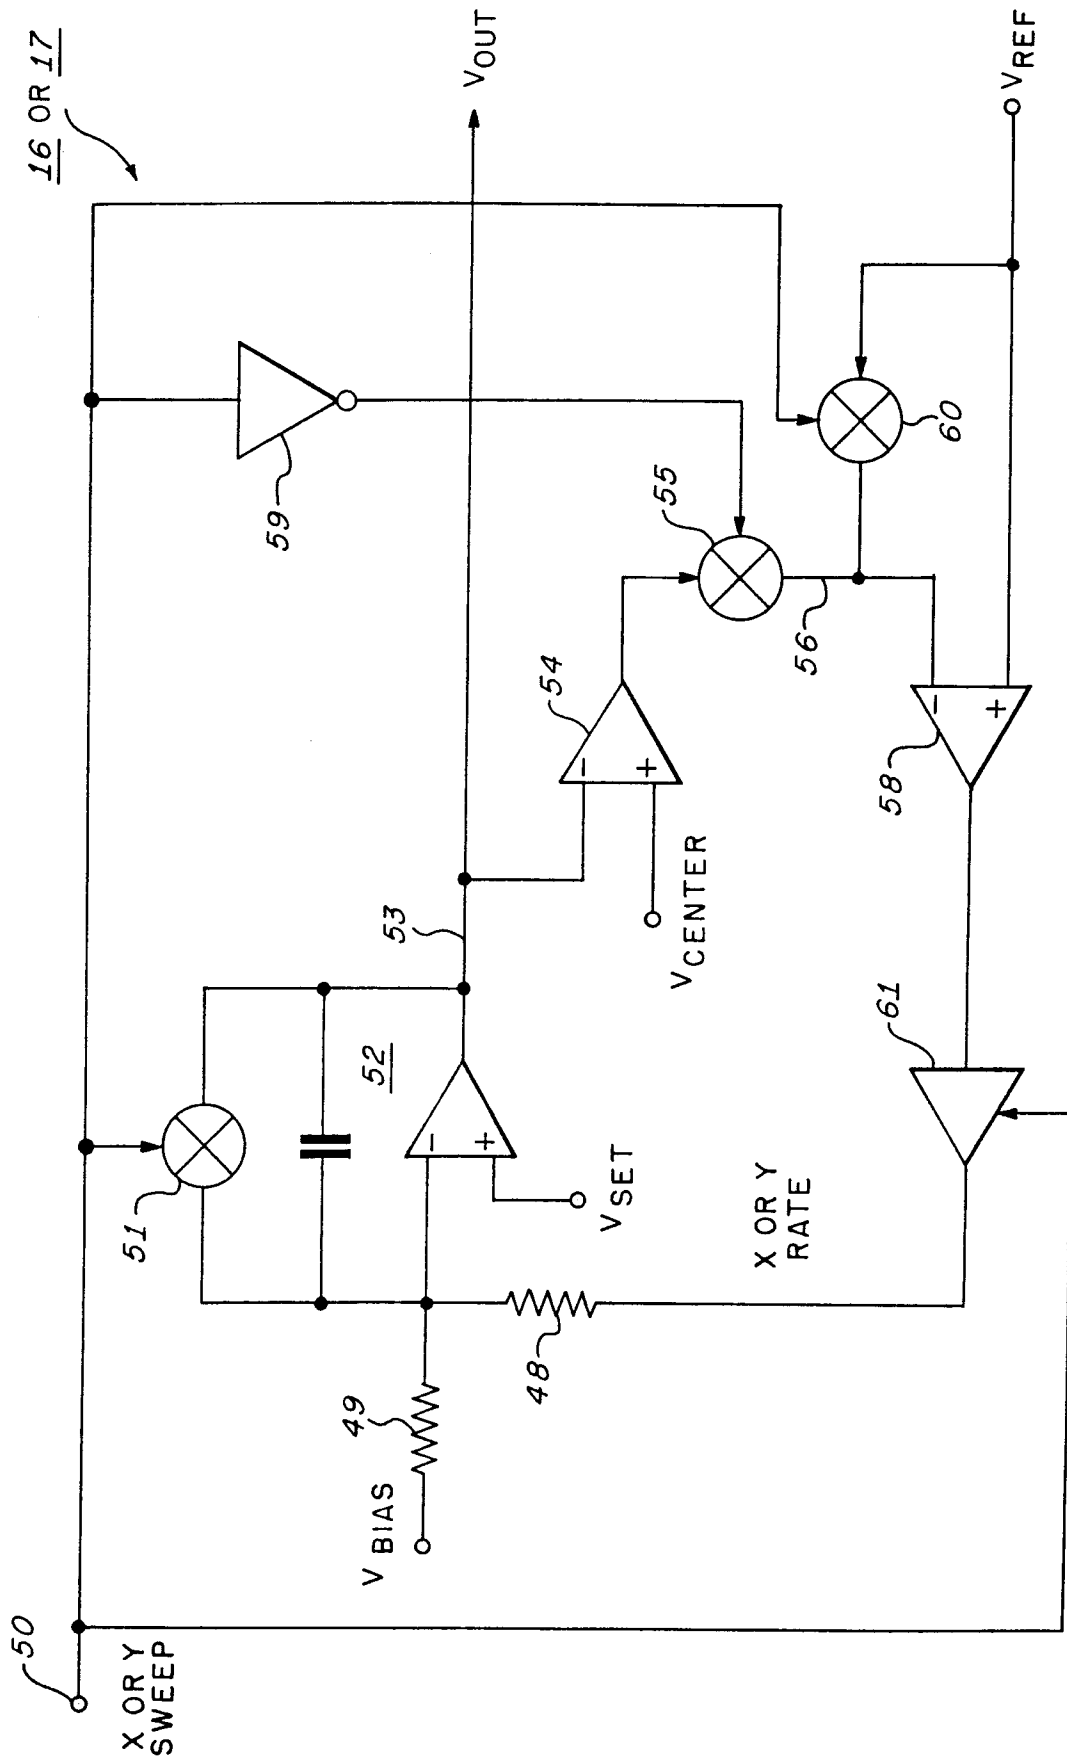 16 OR 17
50
X OR Y
SWEEP
51
59
52
53
VOUT
V BIAS
49
VSET
48
54
VCENTER
55
56
60
X OR Y
RATE
61
58
VREF
-
+
-
+
-
+